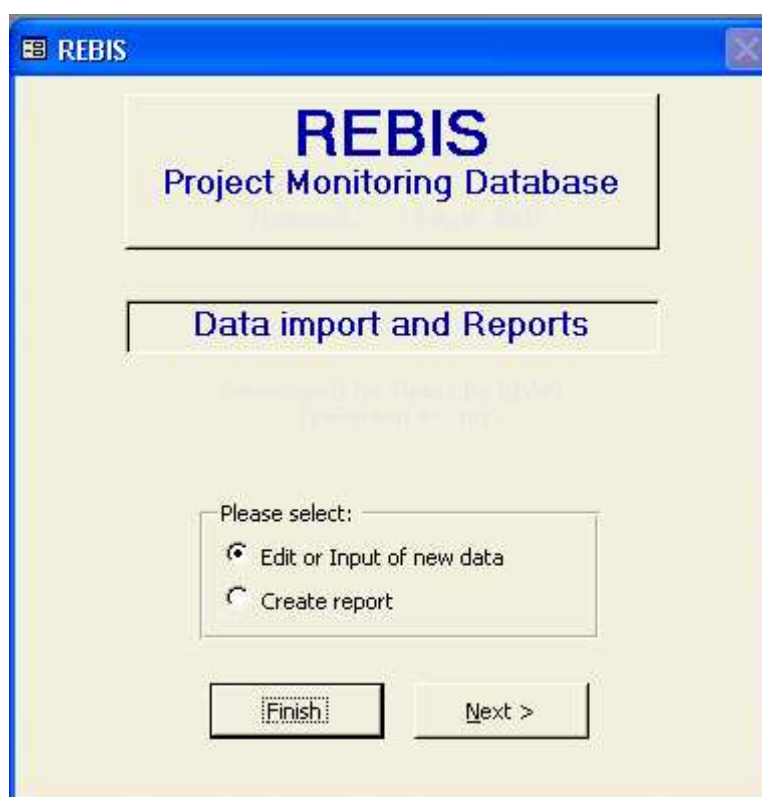 REBIS
REBIS
Project Monitoring Database
Data import and Reports
Please select:
Edit or Input of new data
Create report
Finish
Next >